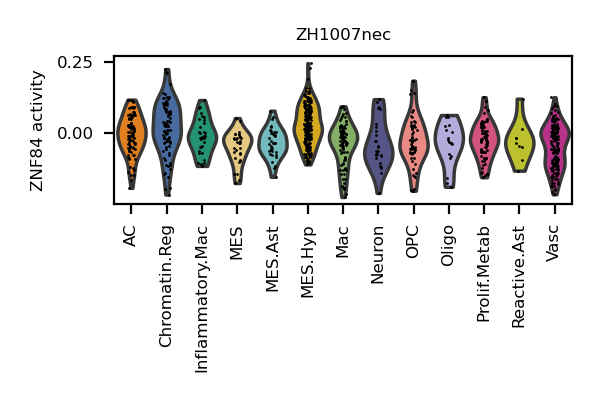 ZH1007nec
ZNF84 activity
0.25
0.00
AC
Chromatin.Reg
Inflammatory.Mac
MES
MES.Ast
MES.Hyp
Mac
Neuron
OPC
Oligo
Prolif.Metab
Reactive.Ast
Vasc